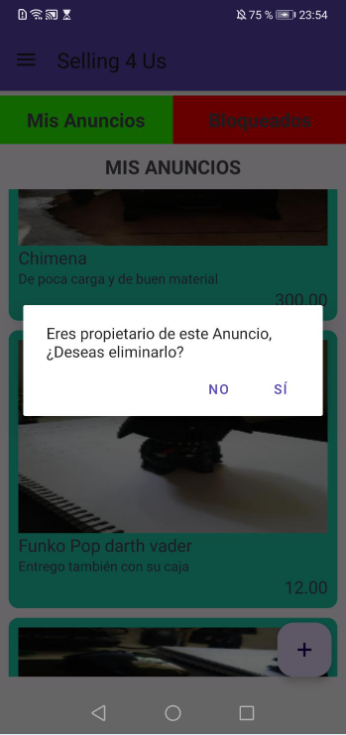 75 % 23:54
Selling 4 Us
Mis Anuncios
Bloqueados
MIS ANUNCIOS
Chimena
De poca carga y de buen material
300.00
Eres propietario de este Anuncio,
¿Deseas eliminarlo?
NO
SÍ
Funko Pop darth vader
Entrego también con su caja
12.00
+